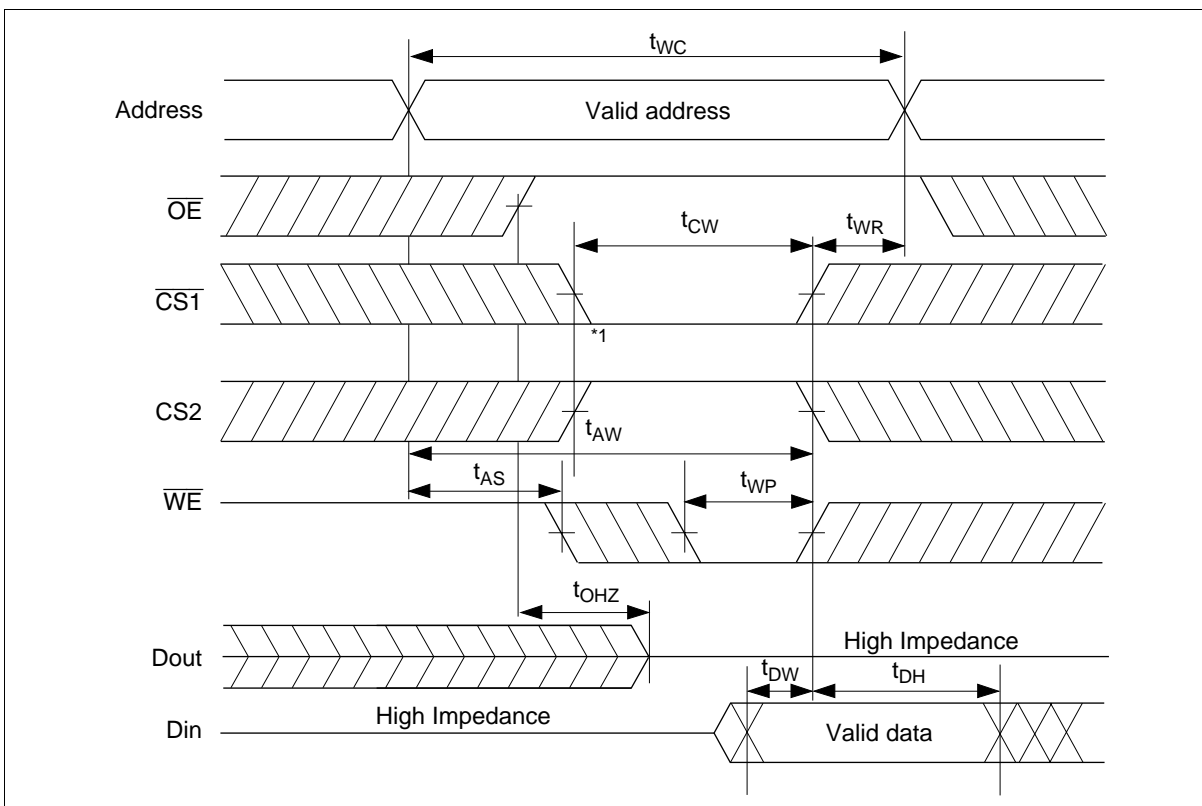 tWC
Address
Valid address
OE
tCW
tWR
CS1
*1
CS2
tAW
tAS
tWP
WE
tOHZ
Dout
High Impedance
tDW
tDH
Din
High Impedance
Valid data